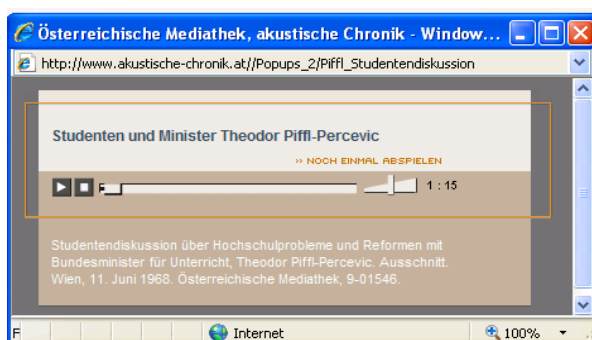 Österreichische Mediathek, akustische Chronik - Window...
http://www.akustische-chronik.at//Popups_2/Piffl_Studentendiskussion
Studenten und Minister Theodor Piffl-Percevic
» NOCH EINMAL ABSPIELEN
1 : 15
Studentendiskussion über Hochschulprobleme und Reformen mit
Bundesminister für Unterricht, Theodor Piffl-Percevic. Ausschnitt.
Wien, 11. Juni 1968. Österreichische Mediathek, 9-01546.
F Internet 100%